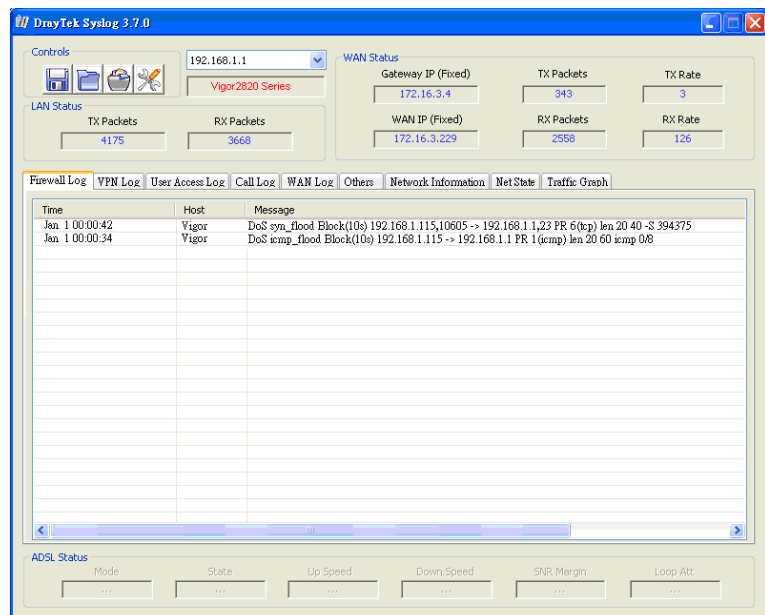 DrayTek Syslog 3.7.0
Controls
192.168.1.1
Vigor2820 Series
LAN Status
TX Packets RX Packets
4175 3668
WAN Status
Gateway IP (Fixed) TX Packets TX Rate
172.16.3.4 343 3
WAN IP (Fixed) RX Packets RX Rate
172.16.3.229 2558 126
Firewall Log VPN Log User Access Log Call Log WAN Log Others Network Information Net State Traffic Graph
Time Host Message
Jan 1 00:00:42 Vigor DoS syn_flood Block(10s) 192.168.1.115,10605 -> 192.168.1.1,23 PR 6(tcp) len 20 40 -S 394375
Jan 1 00:00:34 Vigor DoS icmp_flood Block(10s) 192.168.1.115 -> 192.168.1.1 PR 1(icmp) len 20 60 icmp 0/8
ADSL Status
Mode State Up Speed Down Speed SNR Margin Loop Att
... ... ... ... ... ...